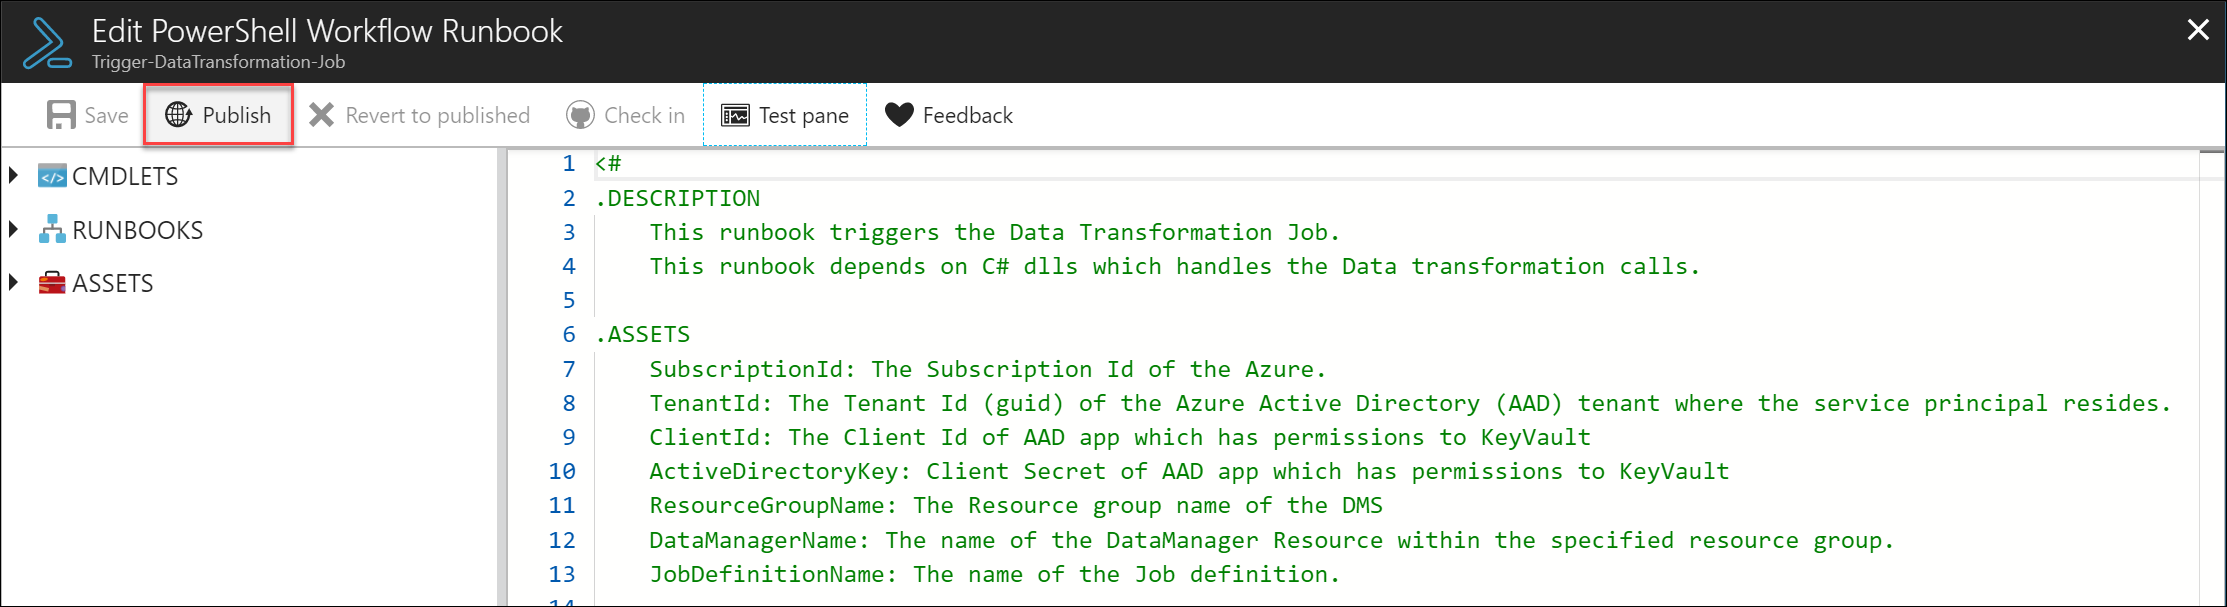 Edit PowerShell Workflow Runbook
Trigger-DataTransformation-Job
Save Publish Revert to published Check in Test pane Feedback
CMDLETS
RUNBOOKS
ASSETS
1 <#
2 .DESCRIPTION
3 This runbook triggers the Data Transformation Job.
4 This runbook depends on C# dlls which handles the Data transformation calls.
5
6 .ASSETS
7 SubscriptionId: The Subscription Id of the Azure.
8 TenantId: The Tenant Id (guid) of the Azure Active Directory (AAD) tenant where the service principal resides.
9 ClientId: The Client Id of AAD app which has permissions to KeyVault
10 ActiveDirectoryKey: Client Secret of AAD app which has permissions to KeyVault
11 ResourceGroupName: The Resource group name of the DMS
12 DataManagerName: The name of the DataManager Resource within the specified resource group.
13 JobDefinitionName: The name of the Job definition.
14